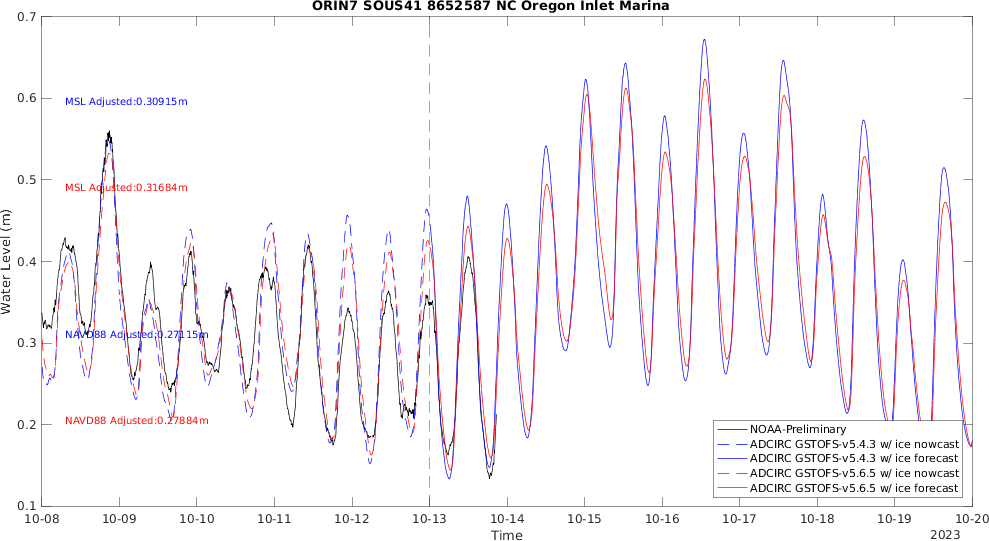 ORIN7 SOUS41 8652587 NC Oregon Inlet Marina
0.7
0.6
0.5
0.4
0.3
0.2
0.1
Water Level (m)
MSL Adjusted:0.30915m
MSL Adjusted:0.31684m
NAVD88 Adjusted:0.27115m
NAVD88 Adjusted:0.27884m
NOAA-Preliminary
ADCIRC GSTOFS-v5.4.3 w/ ice nowcast
ADCIRC GSTOFS-v5.4.3 w/ ice forecast
ADCIRC GSTOFS-v5.6.5 w/ ice nowcast
ADCIRC GSTOFS-v5.6.5 w/ ice forecast
10-08 10-09 10-10 10-11 10-12 10-13 10-14 10-15 10-16 10-17 10-18 10-19 10-20
Time
2023